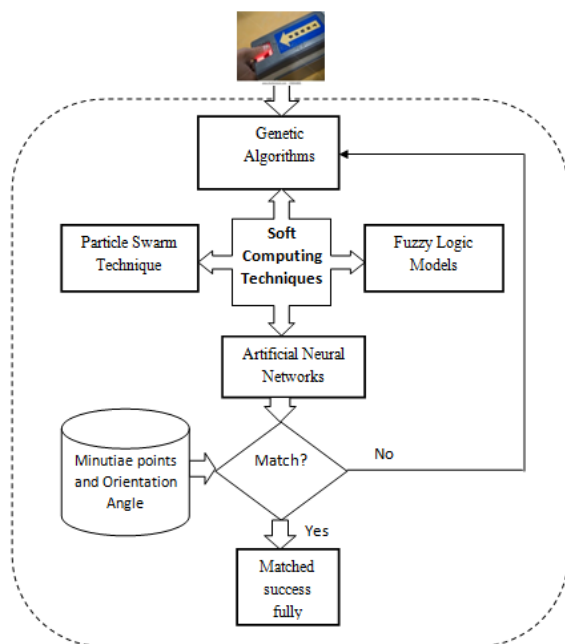 Genetic
Algorithms
Soft
Computing
Techniques
Particle Swarm
Technique
Fuzzy Logic
Models
Artificial Neural
Networks
Minutiae points
and Orientation
Angle
Match?
No
Yes
Matched
success
fully